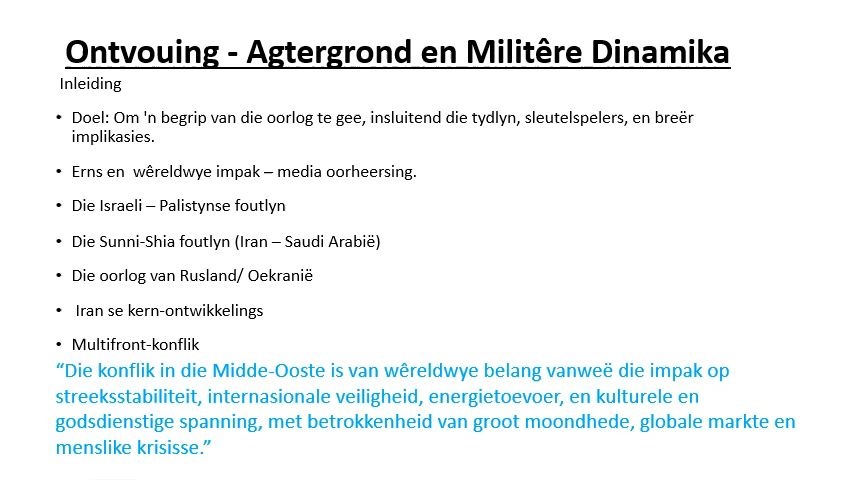 Ontvouing - Agtergrond en Militêre Dinamika
Inleiding
• Doel: Om 'n begrip van die oorlog te gee, insluitend die tydlyn, sleutelspelers, en breër
implikasies.
• Erns en wêreldwye impak – media oorheersing.
• Die Israeli – Palistynse foutlyn
• Die Sunni-Shia foutlyn (Iran – Saudi Arabië)
• Die oorlog van Rusland/ Oekranië
• Iran se kern-ontwikkelings
• Multifront-konflik
“Die konflik in die Midde-Ooste is van wêreldwye belang vanweë die impak op
streeksstabiliteit, internasionale veiligheid, energietoevoer, en kulturele en
godsdienstige spanning, met betrokkenheid van groot moondhede, globale markte en
menslike krisisse.”